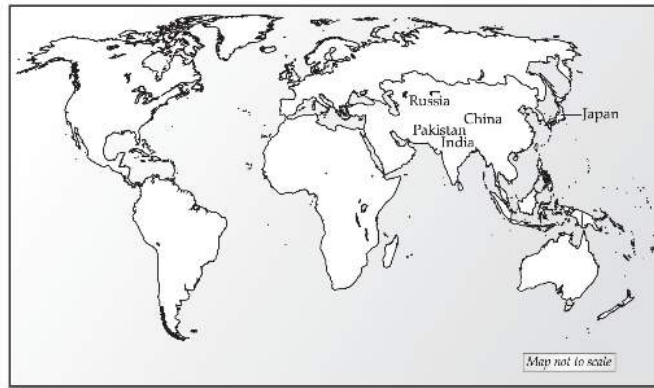 Russia
China
Japan
Pakistan
India
Map not to scale